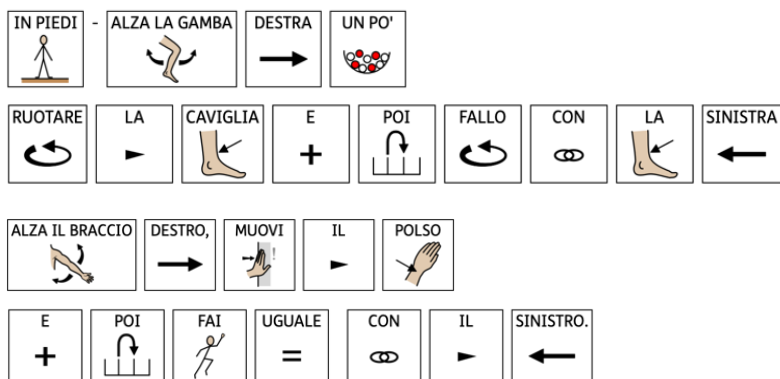 IN PIEDI - ALZA LA GAMBA DESTRA UN PO'
RUOTARE LA CAVIGLIA E POI FALLO CON LA SINISTRA
ALZA IL BRACCIO DESTRO, MUOVI IL POLSO
E POI FAI UGUALE CON IL SINISTRO.